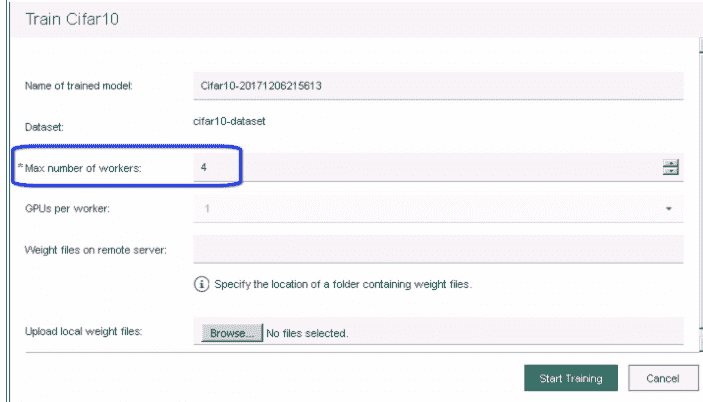 Train Cifar10
Name of trained model: Cifar10-20171206215613
Dataset: cifar10-dataset
* Max number of workers: 4
GPUs per worker: 1
Weight files on remote server:
i Specify the location of a folder containing weight files.
Upload local weight files: Browse... No files selected.
Start Training Cancel